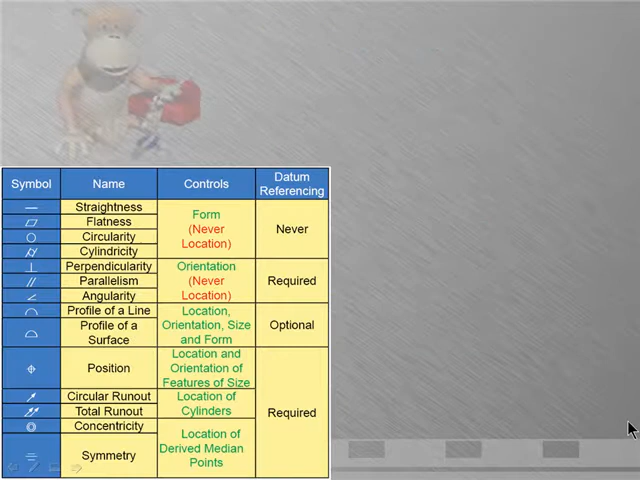 Symbol Name Controls Datum
Referencing
Straightness
Flatness
Circularity
Cylindricity
Form
(Never
Location)
Never
Perpendicularity
Parallelism
Angularity
Orientation
(Never
Location)
Required
Profile of a Line
Profile of a
Surface
Location,
Orientation, Size
and Form
Optional
Position
Location and
Orientation of
Features of Size
Circular Runout
Total Runout
Location of
Cylinders
Concentricity
Symmetry
Location of
Derived Median
Points
Required